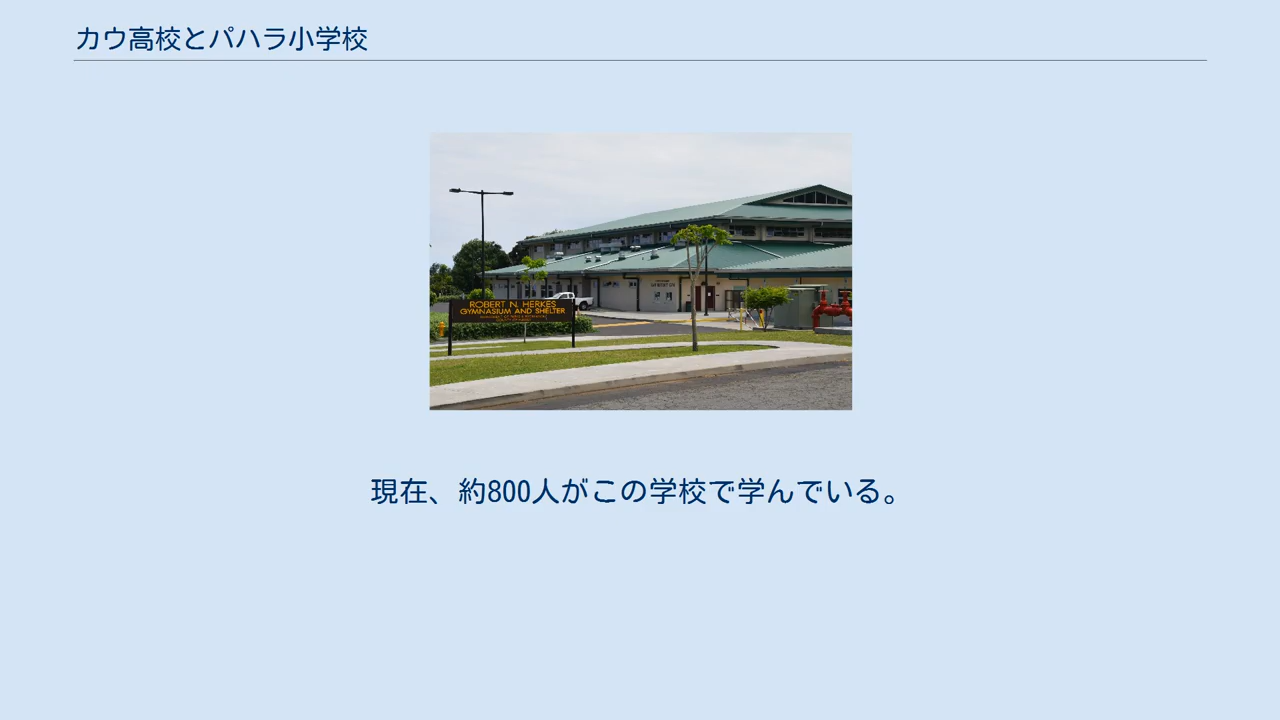 カウ高校とパハラ小学校
ROBERT N. HERKES
GYMNASIUM AND SHELTER
現在、約800人がこの学校で学んでいる。